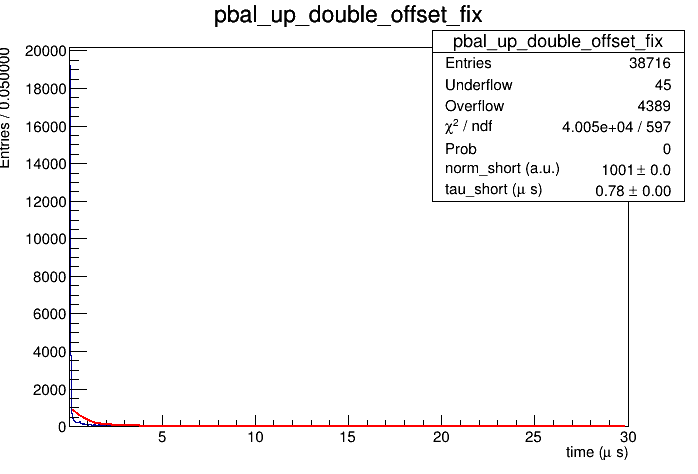 pbal_up_double_offset_fix
pbal_up_double_offset_fix
Entries 38716
Underflow 45
Overflow 4389
χ² / ndf 4.005e+04 / 597
Prob 0
norm_short (a.u.) 1001 ± 0.0
tau_short (μ s) 0.78 ± 0.00
Entries / 0.050000
20000
18000
16000
14000
12000
10000
8000
6000
4000
2000
0
5 10 15 20 25 30
time (μ s)